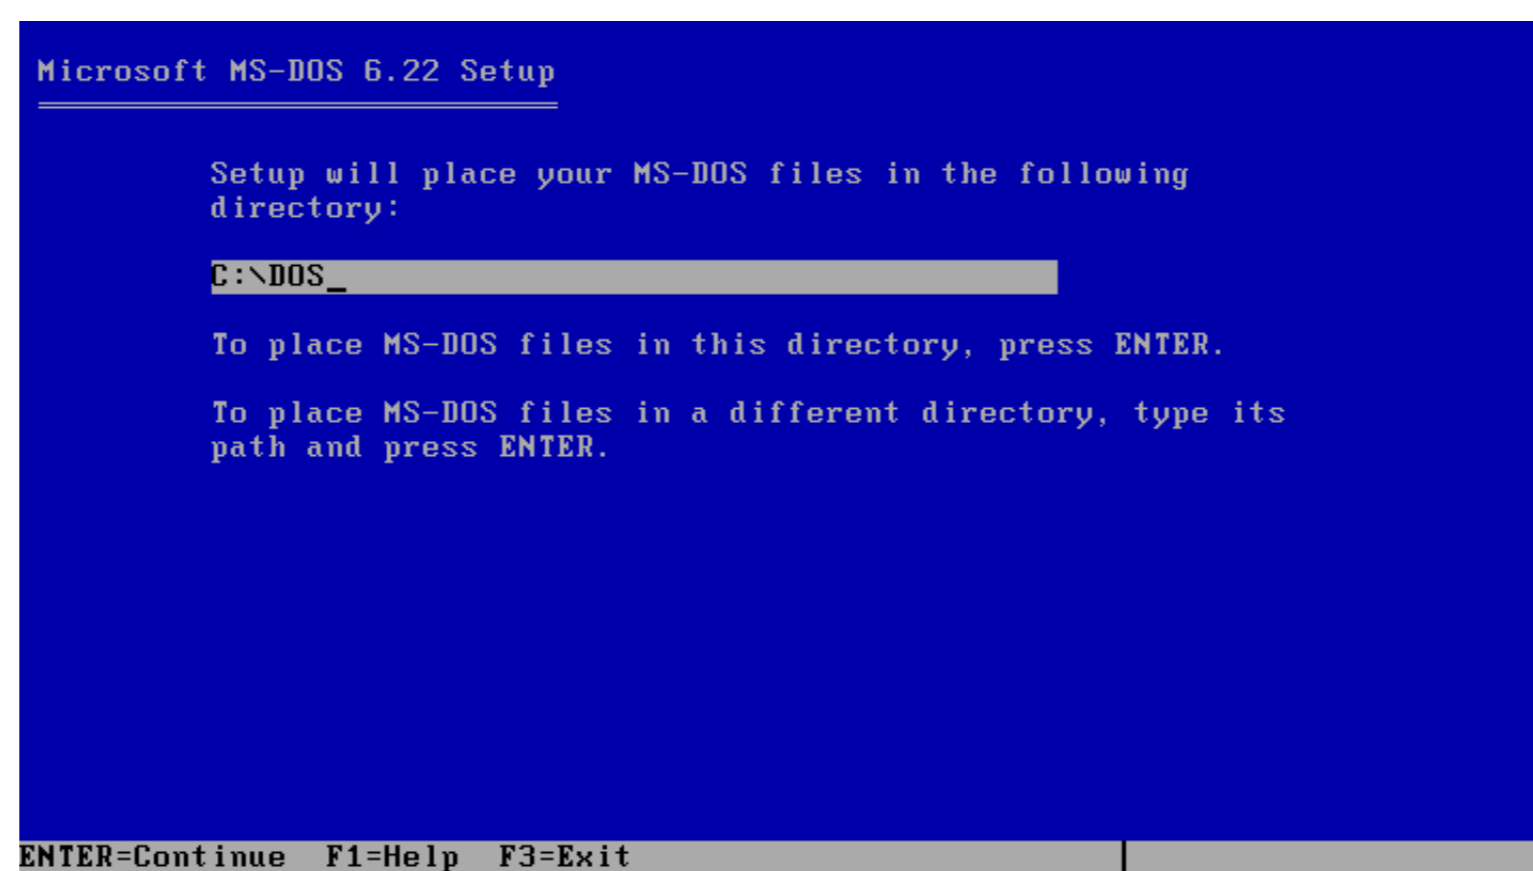 Microsoft MS-DOS 6.22 Setup
Setup will place your MS-DOS files in the following
directory:
C:\DOS_
To place MS-DOS files in this directory, press ENTER.
To place MS-DOS files in a different directory, type its
path and press ENTER.
ENTER=Continue  F1=Help  F3=Exit